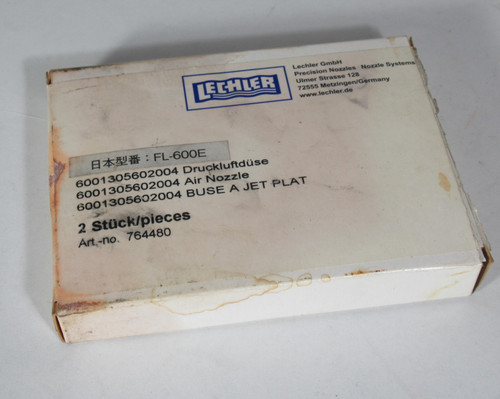 LECHLER
Lechler GmbH
Precision Nozzles Nozzle Systems
Ulmer Strasse 128
72555 Metzingen/Germany
www.lechler.de
日本型番：FL-600E
6001305602004 Druckluftdüse
6001305602004 Air Nozzle
6001305602004 BUSE A JET PLAT
2 Stück/pieces
Art.-no. 764480